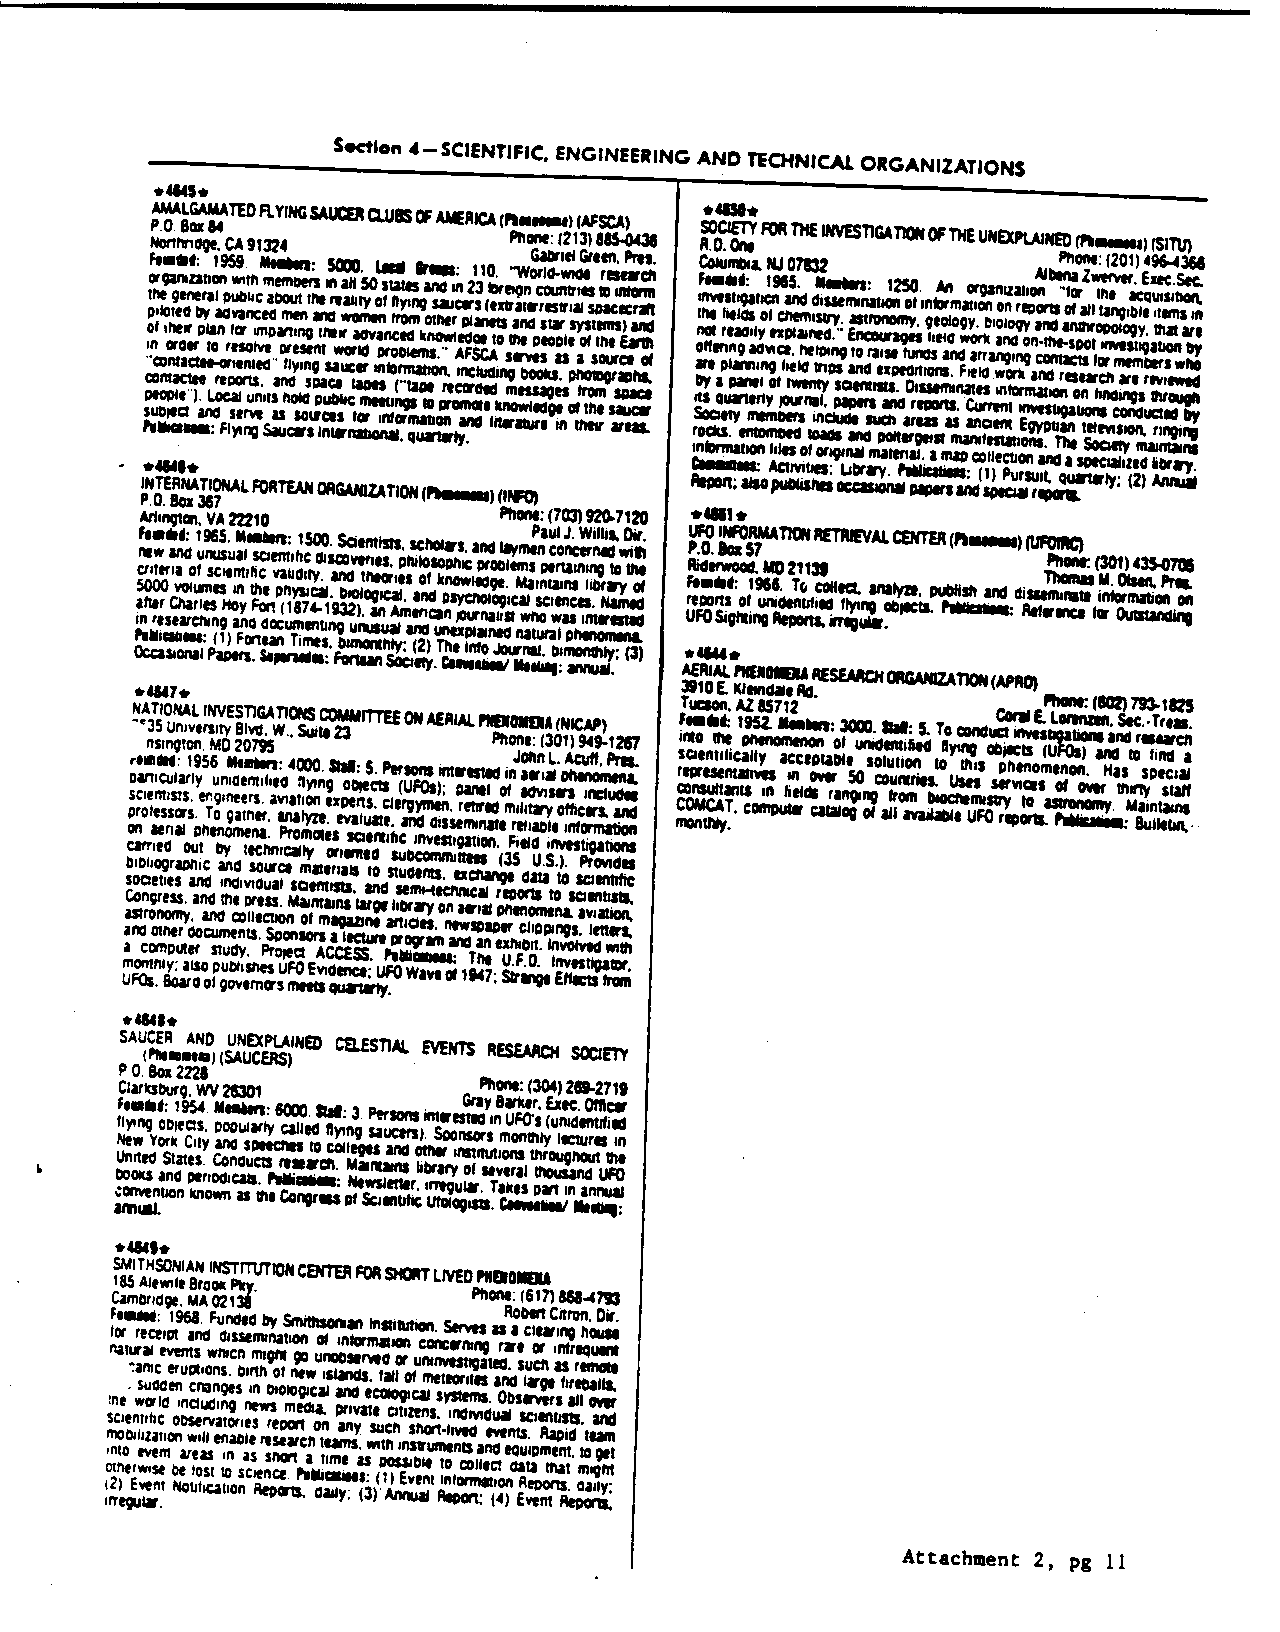 Section 4—SCIENTIFIC, ENGINEERING AND TECHNICAL ORGANIZATIONS
★4845★
AMALGAMATED FLYING SAUCER CLUBS OF AMERICA (Phenomena) (AFSCA)
P.O. Box 84 Phone: (213) 885-0436
Northridge, CA 91324 Gabriel Green, Pres.
Founded: 1959. Members: 5000. Local Groups: 110. "World-wide research
organization with members in all 50 states and in 23 foreign countries to inform
the general public about the reality of flying saucers (extraterrestrial spacecraft
piloted by advanced men and women from other planets and star systems) and
of their plan for imparting their advanced knowledge to the people of the Earth
in order to resolve present world problems." AFSCA serves as a source of
"contactee-oriented" flying saucer information, including books, photographs,
contactee reports, and space tapes ("tape recorded messages from space
people"). Local units hold public meetings to promote knowledge of the saucer
subject and serve as sources for information and literature in their areas.
Publications: Flying Saucers International, quarterly.
★4846★
INTERNATIONAL FORTEAN ORGANIZATION (Phenomena) (INFO)
P.O. Box 367 Phone: (703) 920-7120
Arlington, VA 22210 Paul J. Willis, Dir.
Founded: 1965. Members: 1500. Scientists, scholars, and laymen concerned with
new and unusual scientific discoveries, philosophic problems pertaining to the
criteria of scientific validity, and theories of knowledge. Maintains library of
5000 volumes in the physical, biological, and psychological sciences. Named
after Charles Hoy Fort (1874-1932), an American journalist who was interested
in researching and documenting unusual and unexplained natural phenomena.
Publications: (1) Fortean Times, bimonthly; (2) The Info Journal, bimonthly; (3)
Occasional Papers. Supersedes: Fortean Society. Convention/Meeting: annual.
★4847★
NATIONAL INVESTIGATIONS COMMITTEE ON AERIAL PHENOMENA (NICAP)
35 University Blvd. W., Suite 23 Phone: (301) 949-1267
nsington, MD 20795 John L. Acuff, Pres.
Founded: 1956. Members: 4000. Staff: 5. Persons interested in aerial phenomena,
particularly unidentified flying objects (UFOs); panel of advisers includes
scientists, engineers, aviation experts, clergymen, retired military officers, and
professors. To gather, analyze, evaluate, and disseminate reliable information
on aerial phenomena. Promotes scientific investigation. Field investigations
carried out by technically oriented subcommittees (35 U.S.). Provides
bibliographic and source materials to students, exchange data to scientific
societies and individual scientists, and semi-technical reports to scientists,
Congress, and the press. Maintains large library on aerial phenomena, aviation,
astronomy, and collection of magazine articles, newspaper clippings, letters,
and other documents. Sponsors a lecture program and an exhibit. Involved with
a computer study, Project ACCESS. Publications: The U.F.O. Investigator,
monthly; also publishes UFO Evidence; UFO Wave of 1947; Strange Effects from
UFOs. Board of governors meets quarterly.
★4848★
SAUCER AND UNEXPLAINED CELESTIAL EVENTS RESEARCH SOCIETY
(Phenomena) (SAUCERS)
P O. Box 2228 Phone: (304) 269-2719
Clarksburg, WV 26301 Gray Barker, Exec. Officer
Founded: 1954. Members: 6000. Staff: 3. Persons interested in UFO's (unidentified
flying objects, popularly called flying saucers). Sponsors monthly lectures in
New York City and speeches to colleges and other institutions throughout the
United States. Conducts research. Maintains library of several thousand UFO
books and periodicals. Publications: Newsletter, irregular. Takes part in annual
convention known as the Congress of Scientific Ufologists. Convention/Meeting:
annual.
★4849★
SMITHSONIAN INSTITUTION CENTER FOR SHORT LIVED PHENOMENA
185 Alewife Brook Pky. Phone: (617) 868-4793
Cambridge, MA 02138 Robert Citron, Dir.
Founded: 1968. Funded by Smithsonian Institution. Serves as a clearing house
for receipt and dissemination of information concerning rare or infrequent
natural events which might go unobserved or uninvestigated, such as remote
canic eruptions, birth of new islands, fall of meteorites and large fireballs,
sudden changes in biological and ecological systems. Observers all over
the world including news media, private citizens, individual scientists, and
scientific observatories report on any such short-lived events. Rapid team
mobilization will enable research teams, with instruments and equipment, to get
into event areas in as short a time as possible to collect data that might
otherwise be lost to science. Publications: (1) Event Information Reports, daily;
(2) Event Notification Reports, daily; (3) Annual Report; (4) Event Reports,
irregular.
★4850★
SOCIETY FOR THE INVESTIGATION OF THE UNEXPLAINED (Phenomena) (SITU)
R.D. One Phone: (201) 496-4366
Columbia, NJ 07832 Albena Zwerver, Exec.Sec.
Founded: 1965. Members: 1250. An organization "for the acquisition,
investigation and dissemination of information on reports of all tangible items in
the fields of chemistry, astronomy, geology, biology and anthropology, that are
not readily explained." Encourages field work and on-the-spot investigation by
offering advice, helping to raise funds and arranging contacts for members who
are planning field trips and expeditions. Field work and research are reviewed
by a panel of twenty scientists. Disseminates information on findings through
its quarterly journal, papers and reports. Current investigations conducted by
Society members include such areas as ancient Egyptian television, ringing
rocks, entombed toads and poltergeist manifestations. The Society maintains
information files of original material, a map collection and a specialized library.
Committees: Activities; Library. Publications: (1) Pursuit, quarterly; (2) Annual
Report; also publishes occasional papers and special reports.
★4851★
UFO INFORMATION RETRIEVAL CENTER (Phenomena) (UFOIRC)
P.O. Box 57 Phone: (301) 435-0706
Riderwood, MD 21139 Thomas M. Olsen, Pres.
Founded: 1966. To collect, analyze, publish and disseminate information on
reports of unidentified flying objects. Publications: Reference for Outstanding
UFO Sighting Reports, irregular.
★4844★
AERIAL PHENOMENA RESEARCH ORGANIZATION (APRO)
3910 E. Kleindale Rd. Phone: (602) 793-1825
Tucson, AZ 85712 Coral E. Lorenzen, Sec.-Treas.
Founded: 1952. Members: 3000. Staff: 5. To conduct investigations and research
into the phenomenon of unidentified flying objects (UFOs) and to find a
scientifically acceptable solution to this phenomenon. Has special
representatives in over 50 countries. Uses services of over thirty staff
consultants in fields ranging from biochemistry to astronomy. Maintains
COMCAT, computer catalog of all available UFO reports. Publications: Bulletin,
monthly.
Attachment 2, pg 11